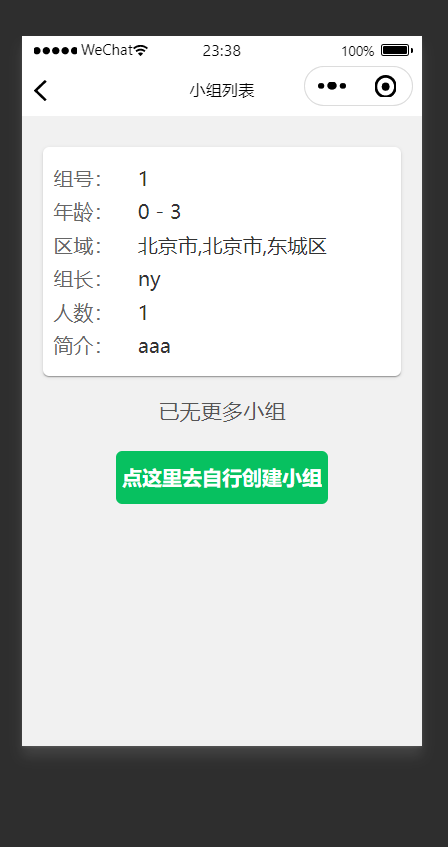 WeChat 23:38 100%
小组列表
组号： 1
年龄： 0 - 3
区域： 北京市,北京市,东城区
组长： ny
人数： 1
简介： aaa
已无更多小组
点这里去自行创建小组